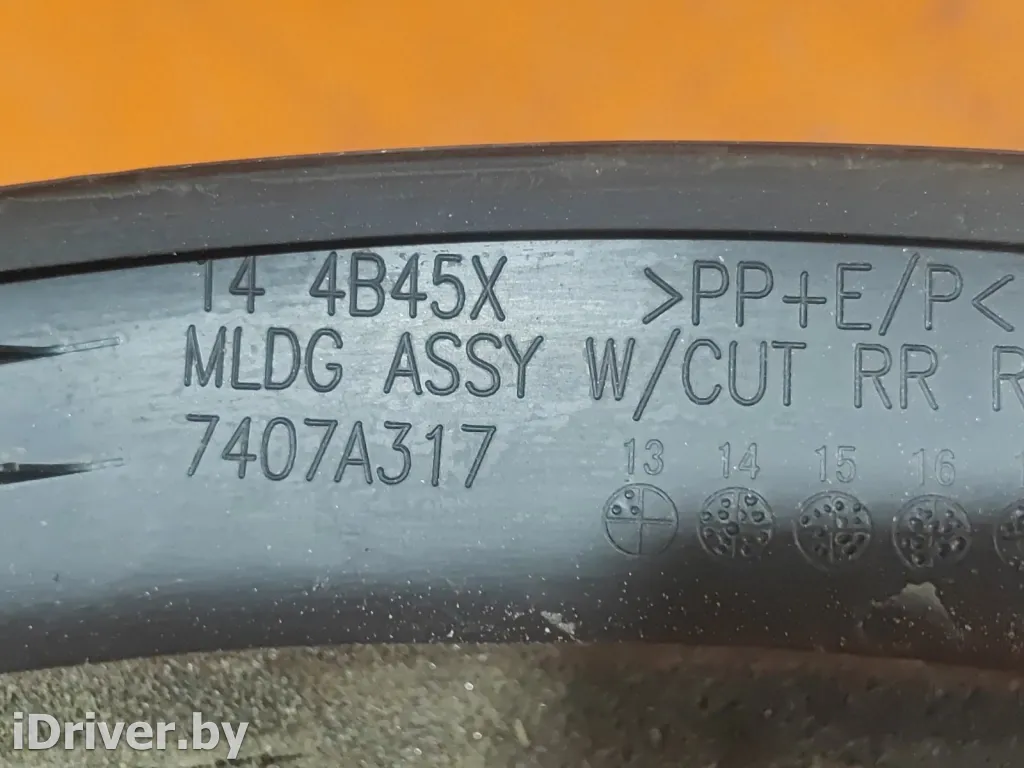 14 4B45X >PP+E/P<
MLDG ASSY W/CUT RR
7407A317
13 14 15 16
iDriver.by